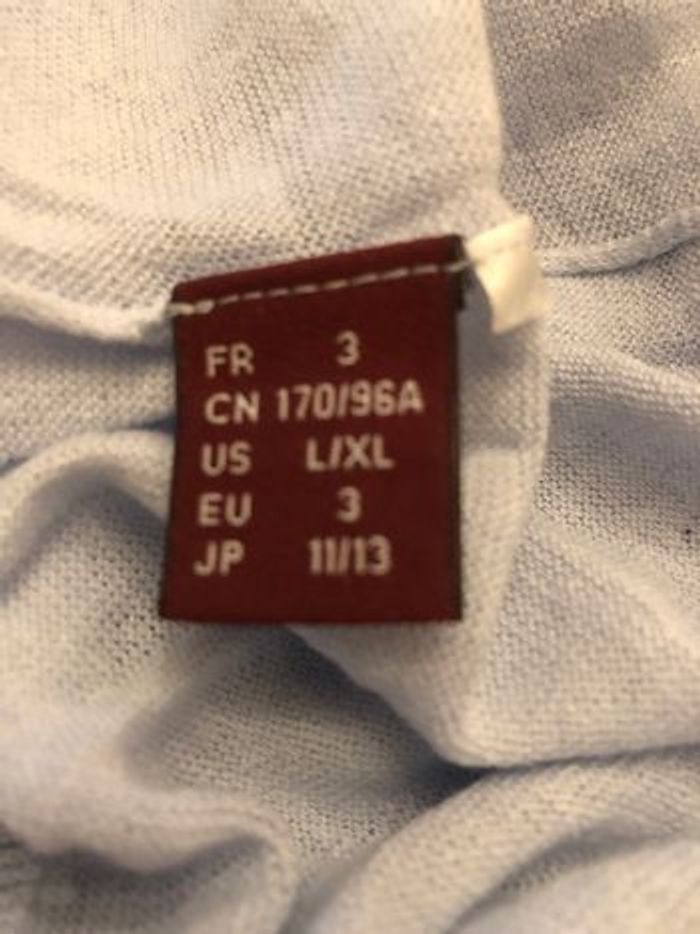 FR 3
CN 170/96A
US L/XL
EU 3
JP 11/13